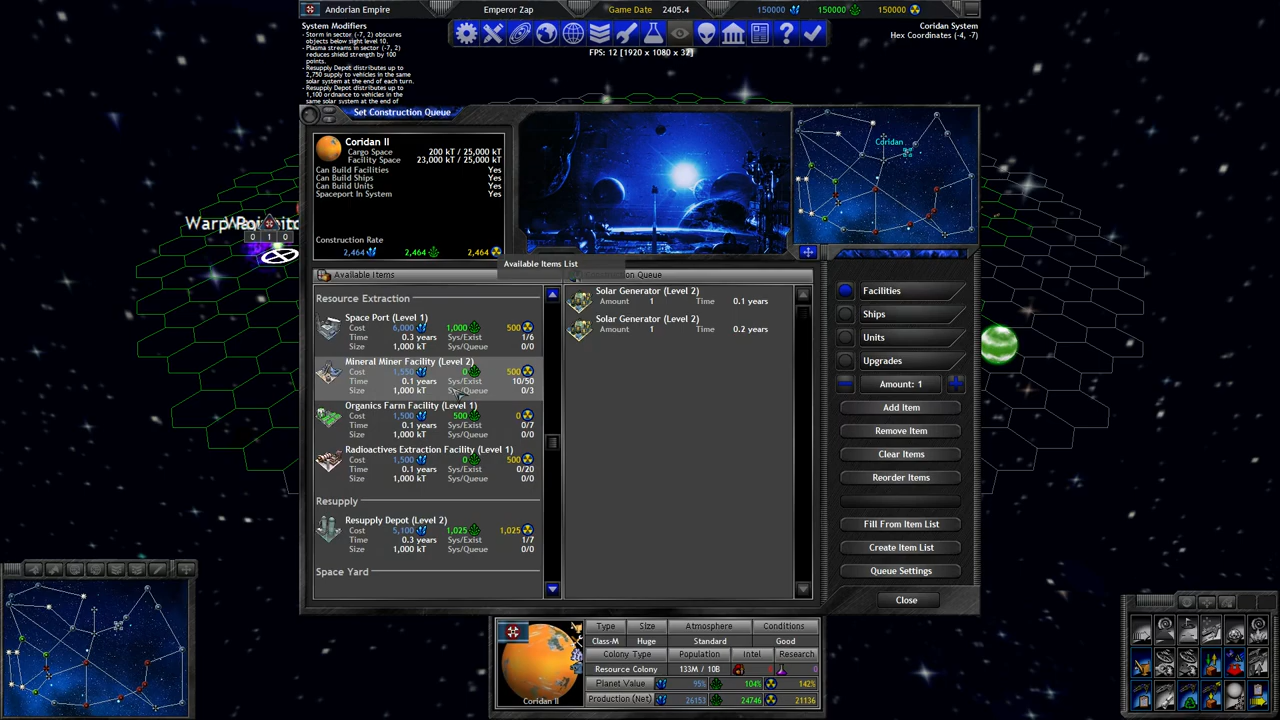 Andorian Empire
Emperor Zap
Game Date 2405.4
150000
150000
150000
System Modifiers
- Storm in sector (-7, 2) obscures
objects below sight level 10.
- Plasma streams in sector (-7, 2)
reduces shield strength by 100
points.
- Resupply Depot distributes up to
2,750 supply to vehicles in the same
solar system at the end of each turn.
- Resupply Depot distributes up to
1,100 ordnance to vehicles in the
same solar system at the end of
Coridan System
Hex Coordinates (-4, -7)
FPS: 12 [1920 x 1080 x 32]
Set Construction Queue
Coridan II
Cargo Space 200 kT / 25,000 kT
Facility Space 23,000 kT / 25,000 kT
Can Build Facilities Yes
Can Build Ships Yes
Can Build Units Yes
Spaceport In System Yes
Construction Rate
2,464 2,464 2,464
Coridan
0 1 0
Available Items List
Available Items
Resource Extraction
Space Port (Level 1)
Cost 6,000 1,000 500
Time 0.3 years Sys/Exist 1/6
Size 1,000 kT Sys/Queue 0/0
Mineral Miner Facility (Level 2)
Cost 1,550 0 500
Time 0.1 years Sys/Exist 10/50
Size 1,000 kT Sys/Queue 0/3
Organics Farm Facility (Level 1)
Cost 1,500 500 0
Time 0.1 years Sys/Exist 0/7
Size 1,000 kT Sys/Queue 0/0
Radioactives Extraction Facility (Level 1)
Cost 1,500 0 500
Time 0.1 years Sys/Exist 0/20
Size 1,000 kT Sys/Queue 0/0
Resupply
Resupply Depot (Level 2)
Cost 5,100 1,025 1,025
Time 0.3 years Sys/Exist 1/7
Size 1,000 kT Sys/Queue 0/0
Space Yard
Construction Queue
Solar Generator (Level 2)
Amount 1 Time 0.1 years
Solar Generator (Level 2)
Amount 1 Time 0.2 years
Facilities
Ships
Units
Upgrades
Amount: 1
Add Item
Remove Item
Clear Items
Reorder Items
Fill From Item List
Create Item List
Queue Settings
Close
Type Size Atmosphere Conditions
Class-M Huge Standard Good
Colony Type Population Intel Research
Resource Colony 133M / 10B 0
Planet Value 95% 104% 142%
Production (Net) 26153 24746 21136
Coridan II